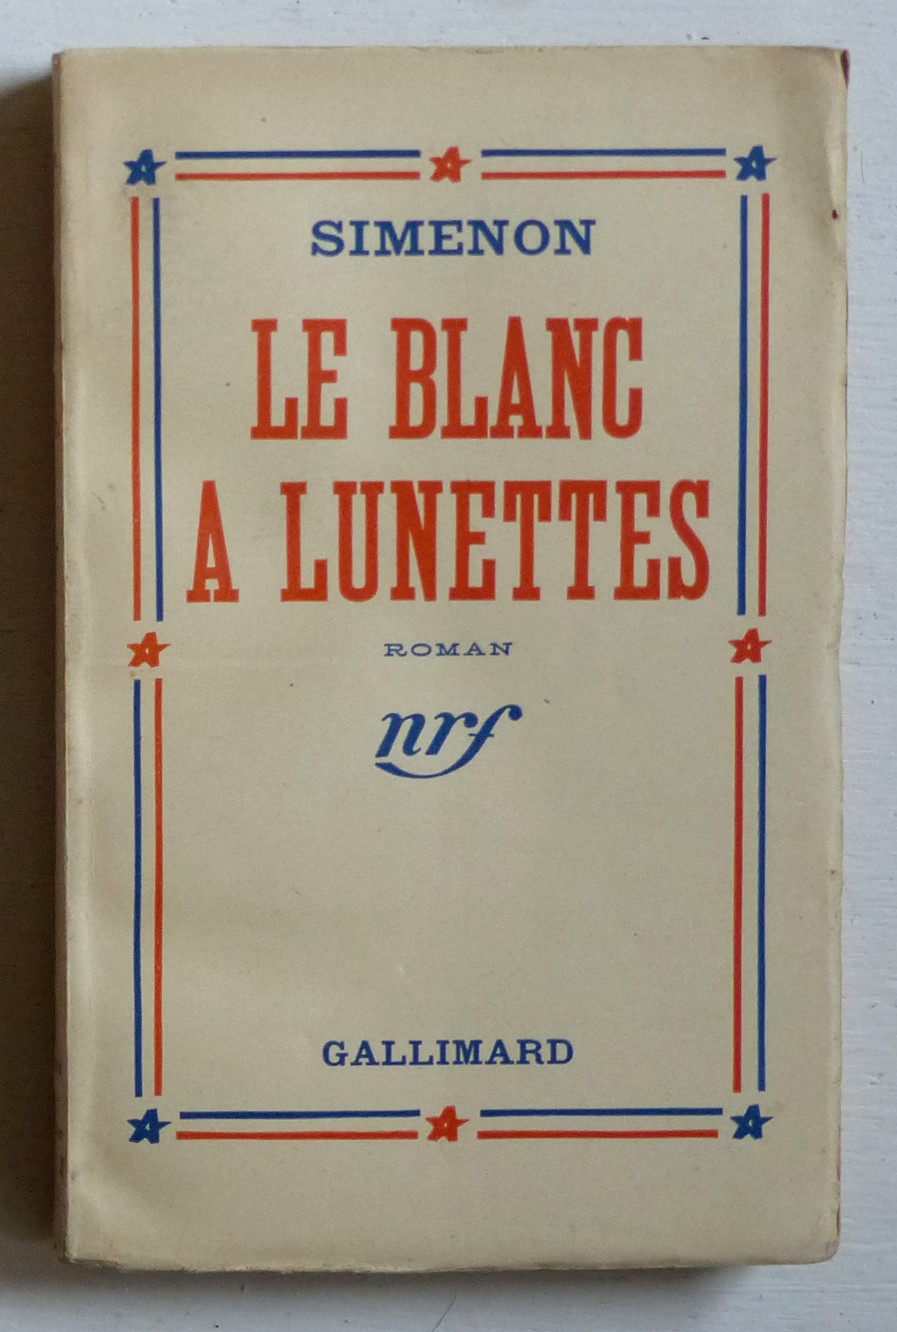 SIMENON
LE BLANC
A LUNETTES
ROMAN
nrf
GALLIMARD